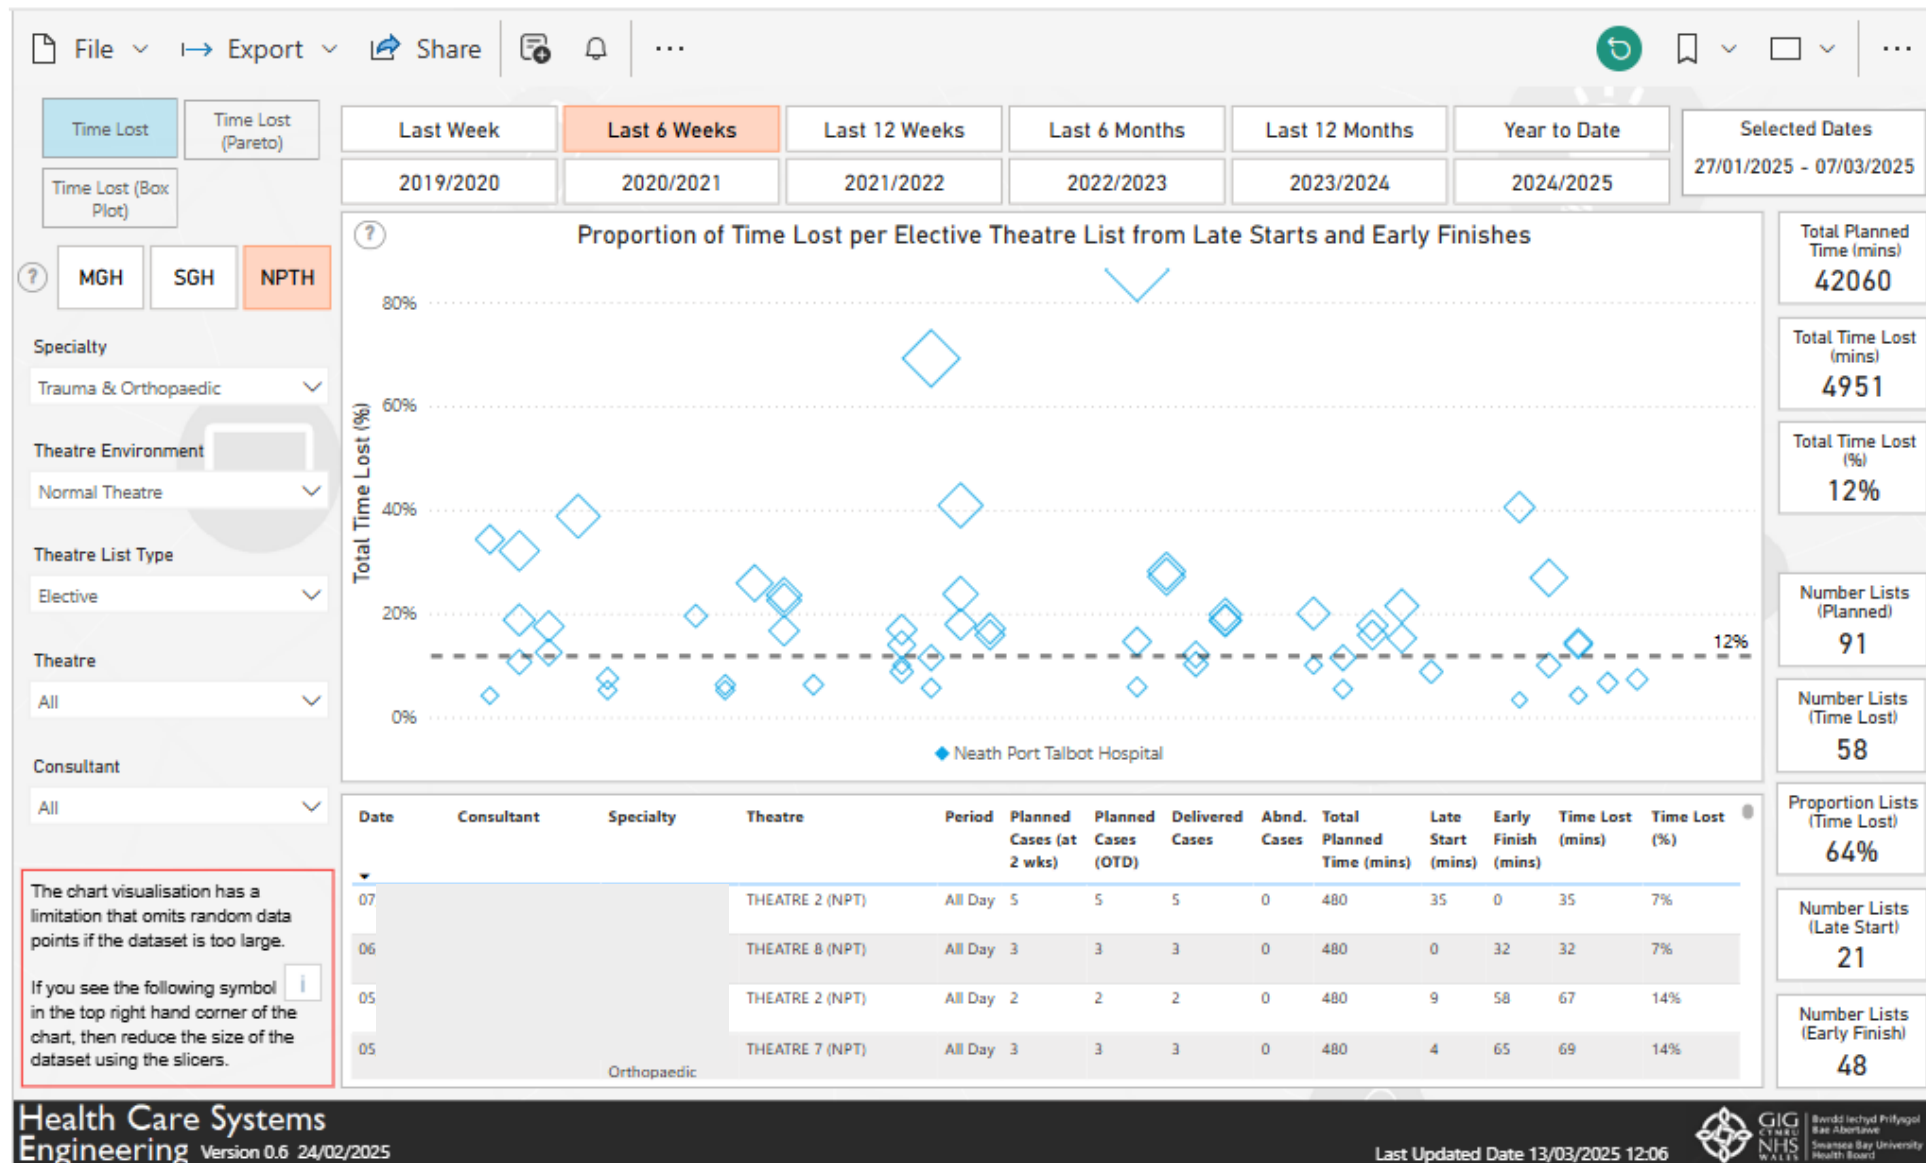 File
Export
Share
Time Lost
Time Lost
(Pareto)
Time Lost (Box
Plot)
Last Week
Last 6 Weeks
Last 12 Weeks
Last 6 Months
Last 12 Months
Year to Date
2019/2020
2020/2021
2021/2022
2022/2023
2023/2024
2024/2025
Selected Dates
27/01/2025 - 07/03/2025
?
MGH
SGH
NPTH
Specialty
Trauma & Orthopaedic
Theatre Environment
Normal Theatre
Theatre List Type
Elective
Theatre
All
Consultant
All
The chart visualisation has a
limitation that omits random data
points if the dataset is too large.
If you see the following symbol i
in the top right hand corner of the
chart, then reduce the size of the
dataset using the slicers.
?
Proportion of Time Lost per Elective Theatre List from Late Starts and Early Finishes
Total Time Lost (%)
80%
60%
40%
20%
0%
12%
Neath Port Talbot Hospital
Total Planned
Time (mins)
42060
Total Time Lost
(mins)
4951
Total Time Lost
(%)
12%
Number Lists
(Planned)
91
Number Lists
(Time Lost)
58
Proportion Lists
(Time Lost)
64%
Number Lists
(Late Start)
21
Number Lists
(Early Finish)
48
Date Consultant Specialty Theatre Period Planned Cases (at 2 wks) Planned Cases (OTD) Delivered Cases Abnd. Cases Total Planned Time (mins) Late Start (mins) Early Finish (mins) Time Lost (mins) Time Lost (%)
07 THEATRE 2 (NPT) All Day 5 5 5 0 480 35 0 35 7%
06 THEATRE 8 (NPT) All Day 3 3 3 0 480 0 32 32 7%
05 THEATRE 2 (NPT) All Day 2 2 2 0 480 9 58 67 14%
05 THEATRE 7 (NPT) All Day 3 3 3 0 480 4 65 69 14%
Orthopaedic
Health Care Systems
Engineering Version 0.6 24/02/2025
Last Updated Date 13/03/2025 12:06
GIG
CYMRU
NHS
WALES
Bwrdd Iechyd Prifysgol
Bae Abertawe
Swansea Bay University
Health Board